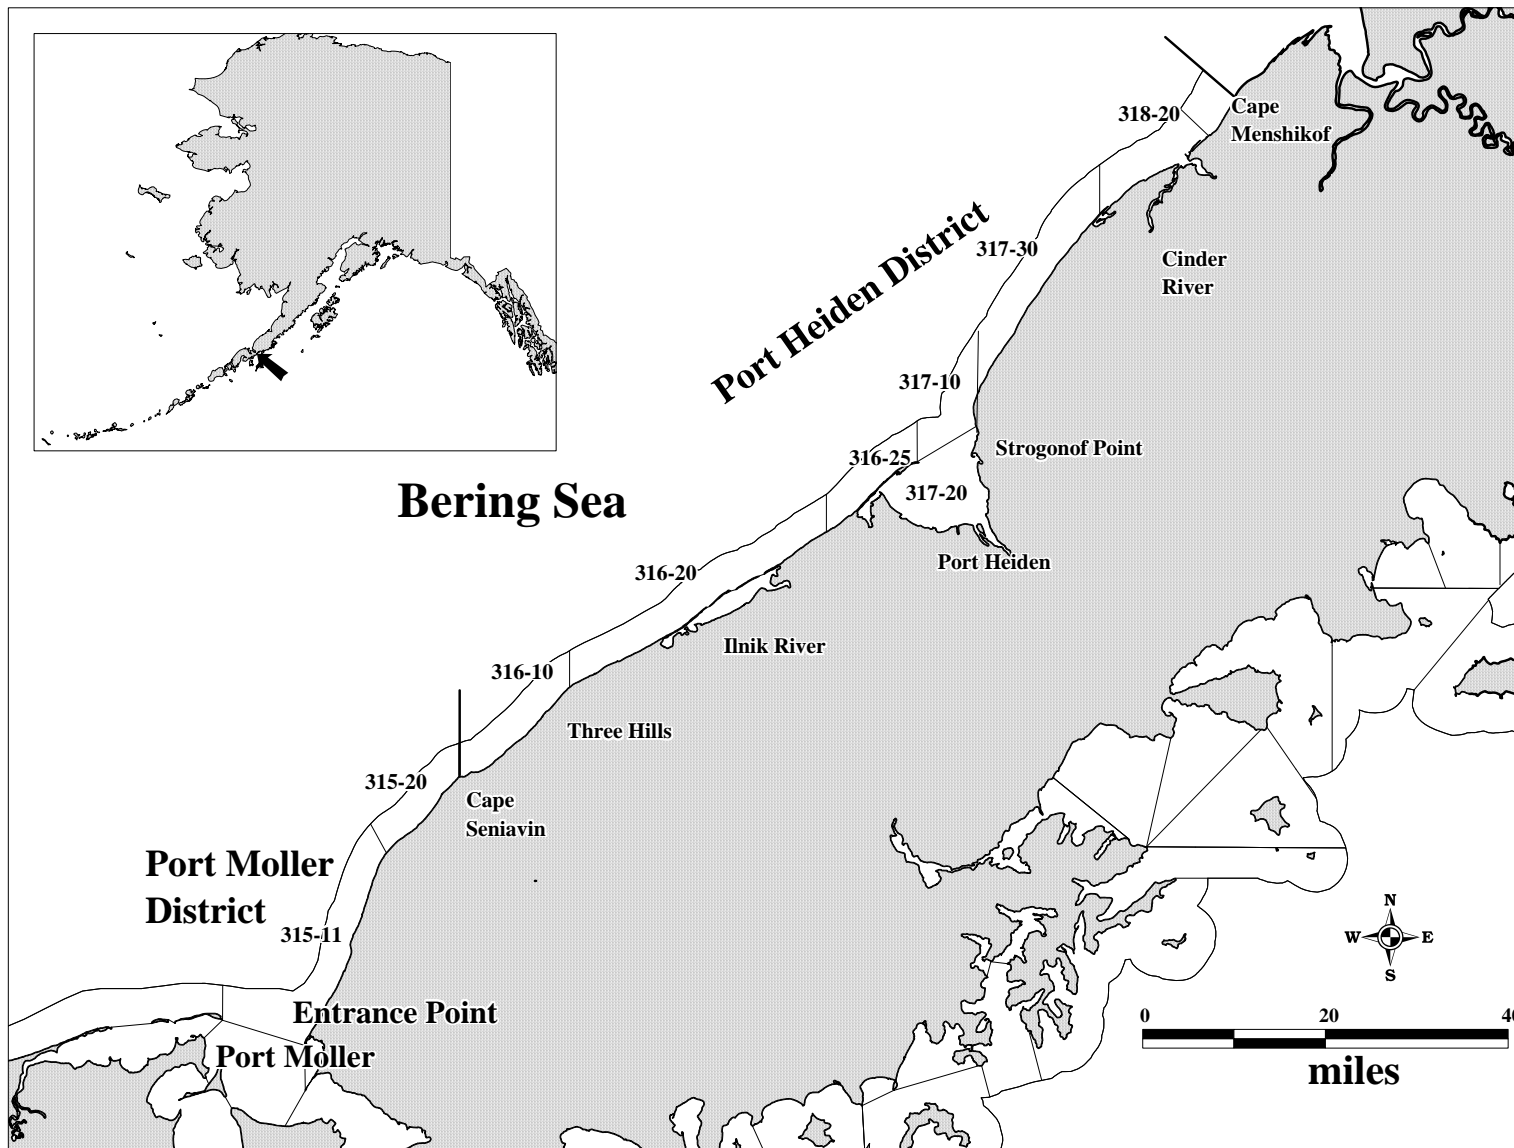 318-20
Cape
Menshikof
Port Heiden District
317-30
Cinder
River
317-10
Strogonof Point
316-25
317-20
Bering Sea
Port Heiden
316-20
Ilnik River
316-10
Three Hills
315-20
Cape
Seniavin
Port Moller
District
315-11
N
W
E
S
Entrance Point
0
20
Port Moller
miles